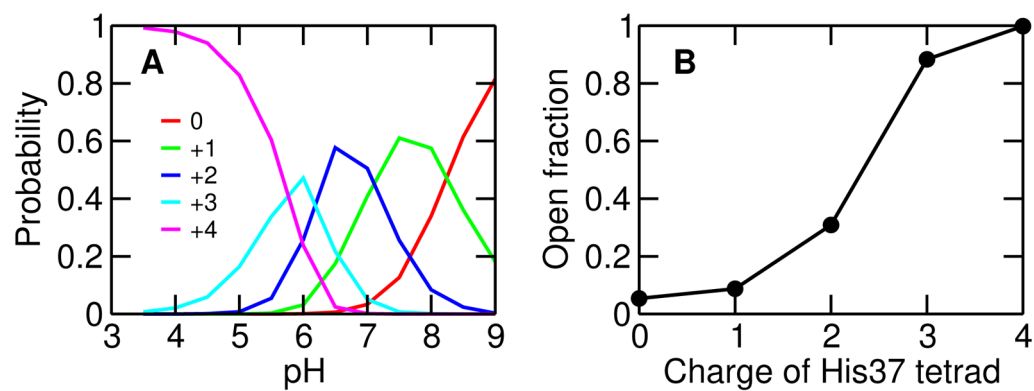 A
Probability
1
0.8
0.6
0.4
0.2
0
0
+1
+2
+3
+4
3 4 5 6 7 8 9
pH
B
Open fraction
1
0.8
0.6
0.4
0.2
0
0 1 2 3 4
Charge of His37 tetrad